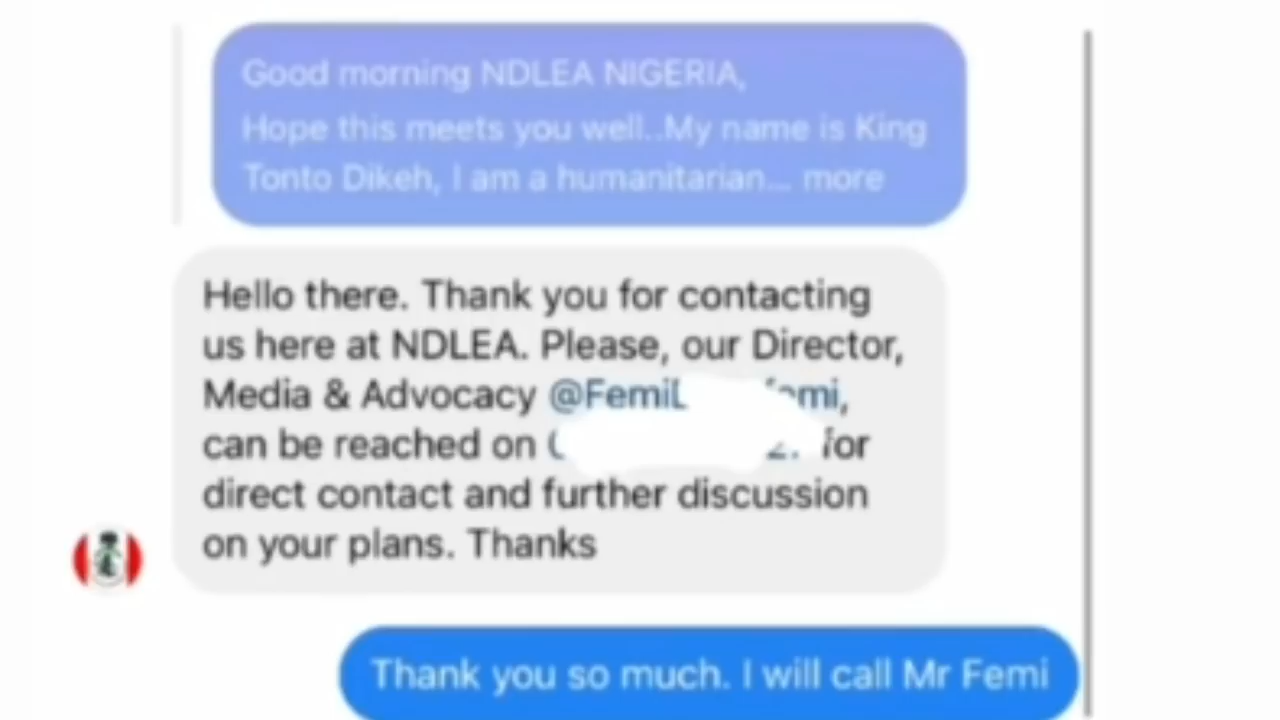 Good morning NDLEA NIGERIA,
Hope this meets you well..My name is King
Tonto Dikeh, I am a humanitarian... more
Hello there. Thank you for contacting
us here at NDLEA. Please, our Director,
Media & Advocacy
can be reached on for
direct contact and further discussion
on your plans. Thanks
Thank you so much. I will call Mr Femi